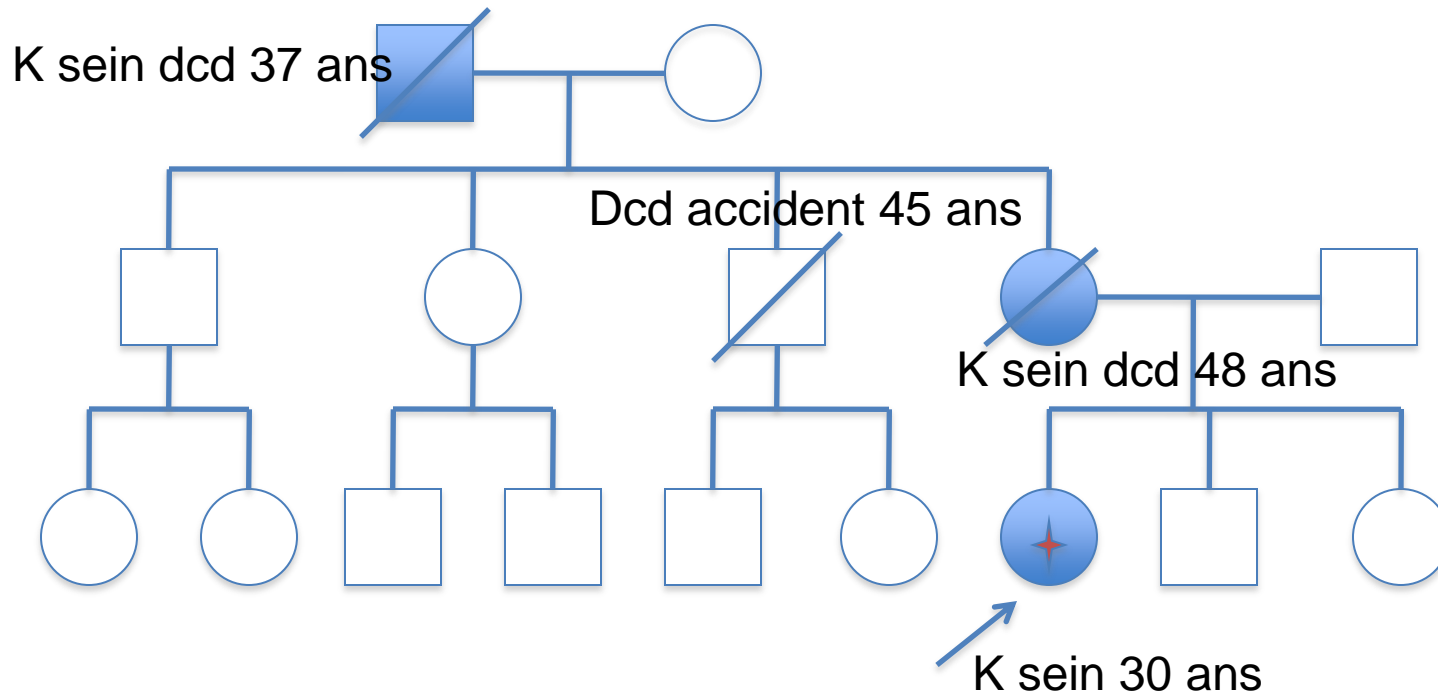 K sein dcd 37 ans
Dcd accident 45 ans
K sein dcd 48 ans
K sein 30 ans